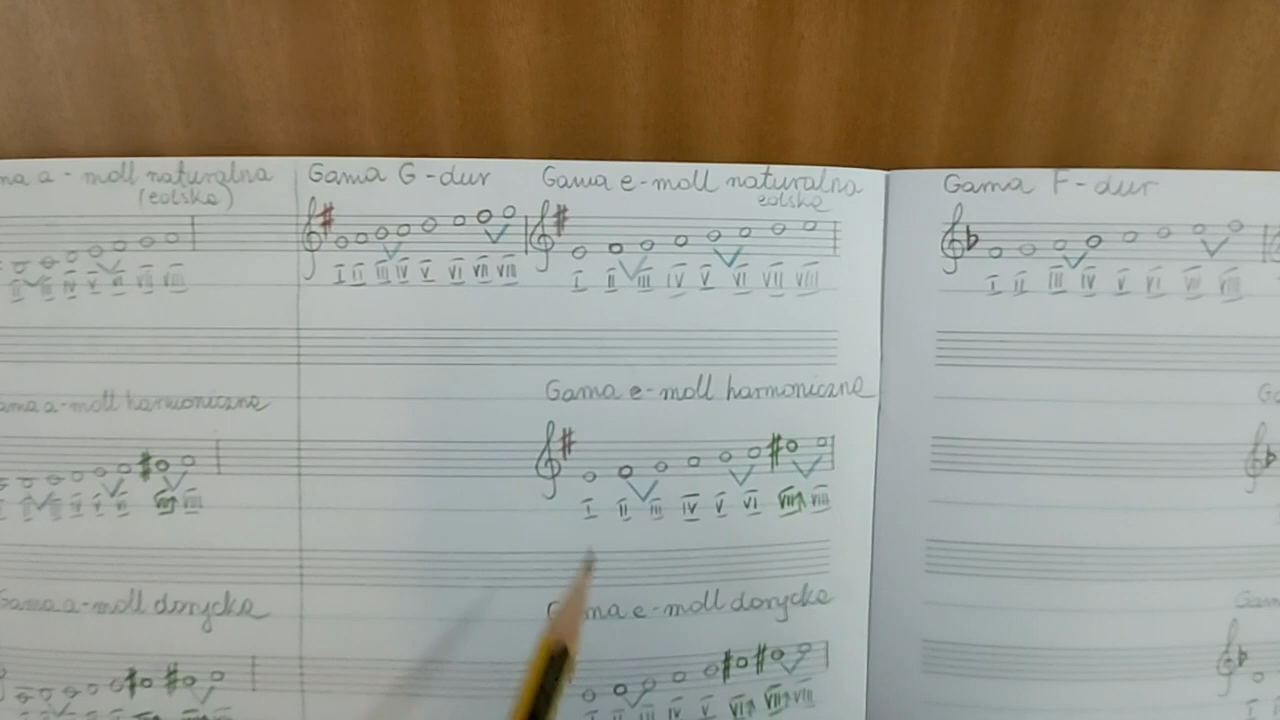 a-moll naturalna
(eolska)
Gama G-dur
Gama e-moll naturalna
eolska
Gama F-dur
I II III IV V VI VII VIII
I II III IV V VI VII VIII
I II III IV V VI VII VIII
a-moll harmoniczna
Gama e-moll harmoniczna
I II III IV V VI VII VIII
Gama a-moll dorycka
e-moll dorycka